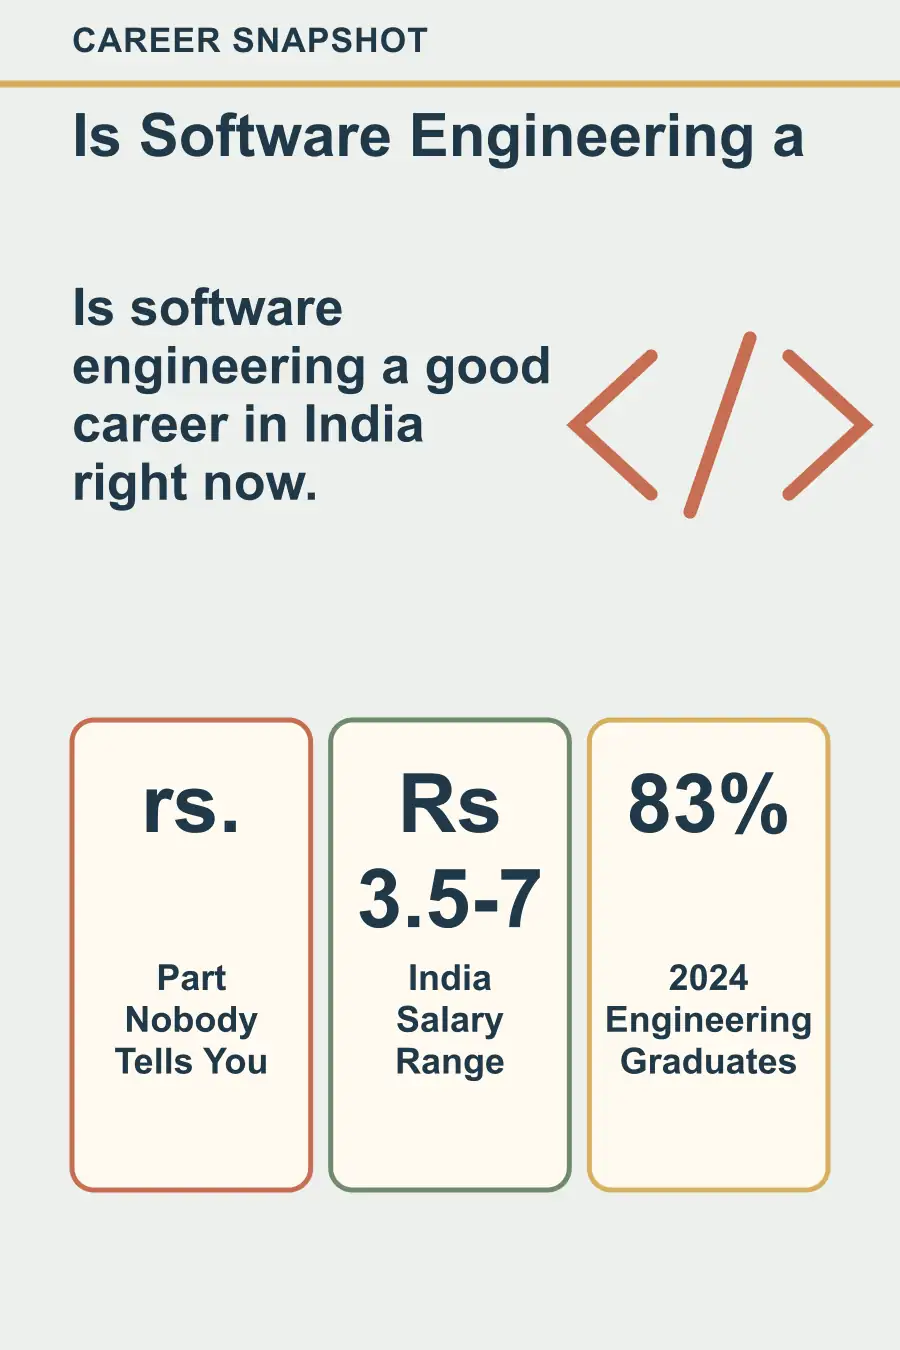 CAREER SNAPSHOT
Is Software Engineering a
Is software
engineering a good
career in India
right now.
rs.
Part
Nobody
Tells You
Rs
3.5-7
India
Salary
Range
83%
2024
Engineering
Graduates